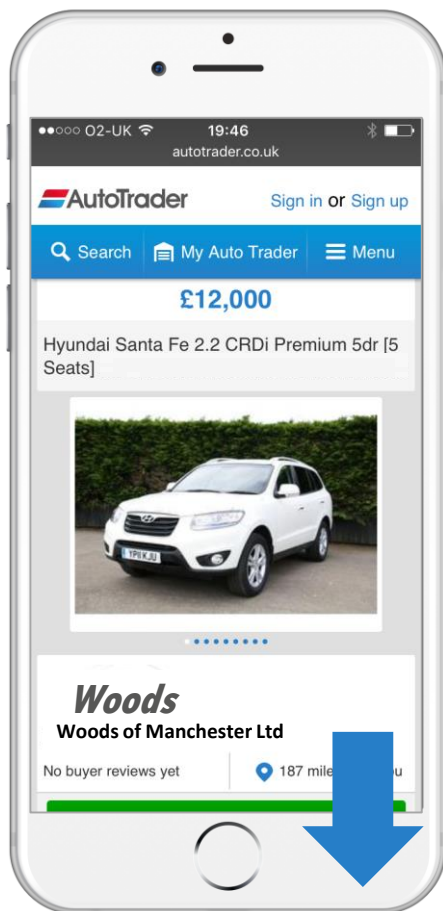 O2-UK 19:46
autotrader.co.uk
AutoTrader Sign in or Sign up
Search My Auto Trader Menu
£12,000
Hyundai Santa Fe 2.2 CRDi Premium 5dr [5
Seats]
YP11 KJU
Woods
Woods of Manchester Ltd
No buyer reviews yet 187